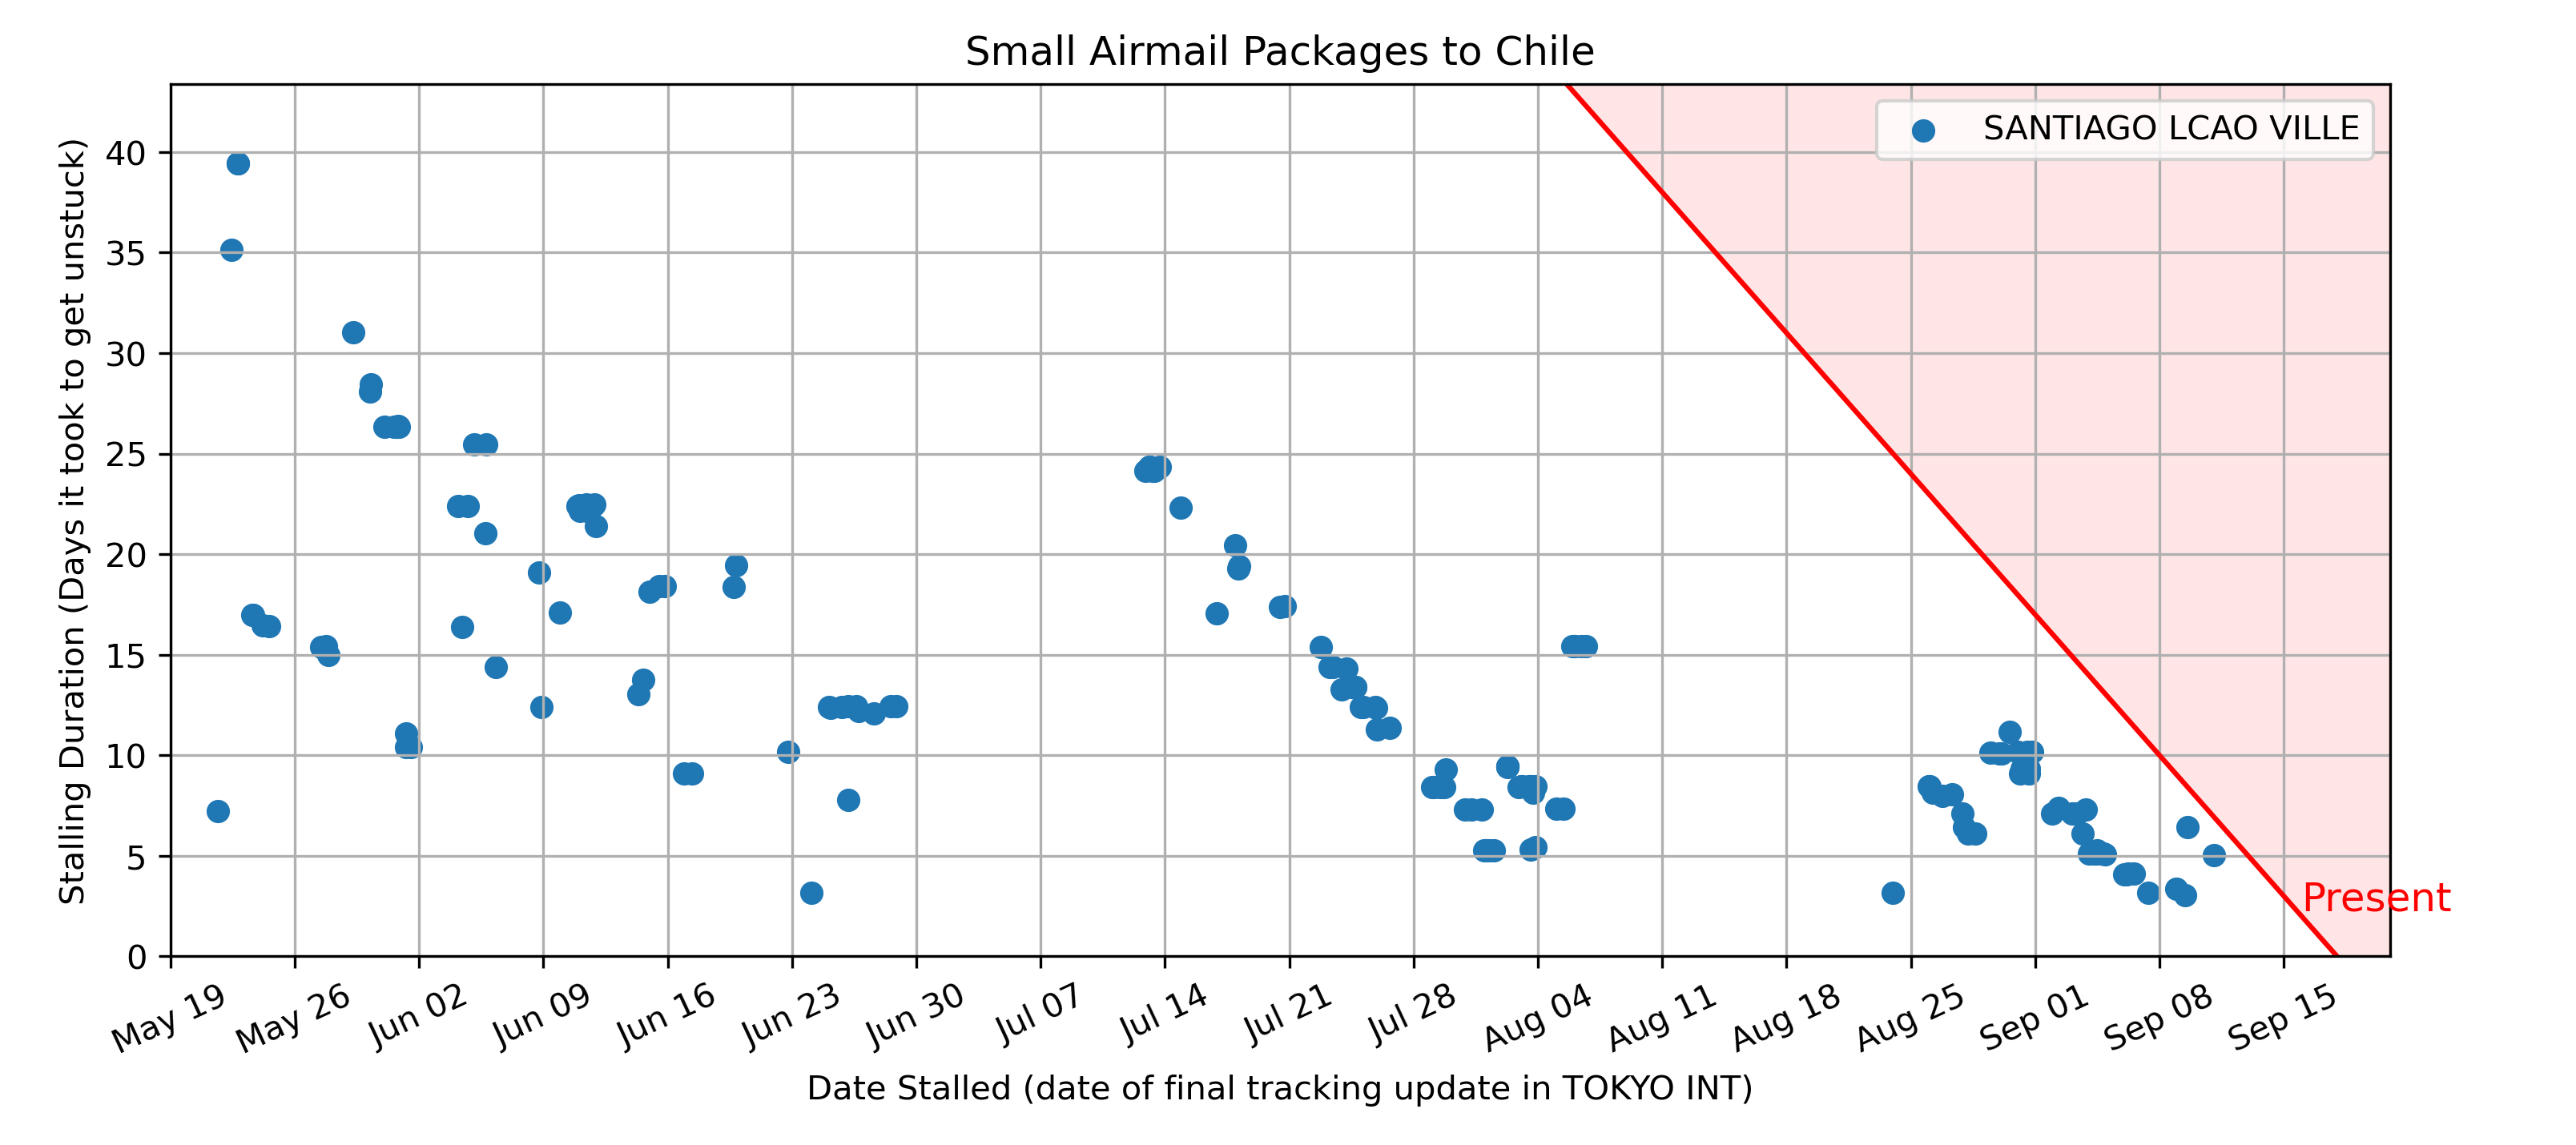 Small Airmail Packages to Chile
SANTIAGO LCAO VILLE
Stalling Duration (Days it took to get unstuck)
40
35
30
25
20
15
10
5
0
Present
May 19
May 26
Jun 02
Jun 09
Jun 16
Jun 23
Jun 30
Jul 07
Jul 14
Jul 21
Jul 28
Aug 04
Aug 11
Aug 18
Aug 25
Sep 01
Sep 08
Sep 15
Date Stalled (date of final tracking update in TOKYO INT)